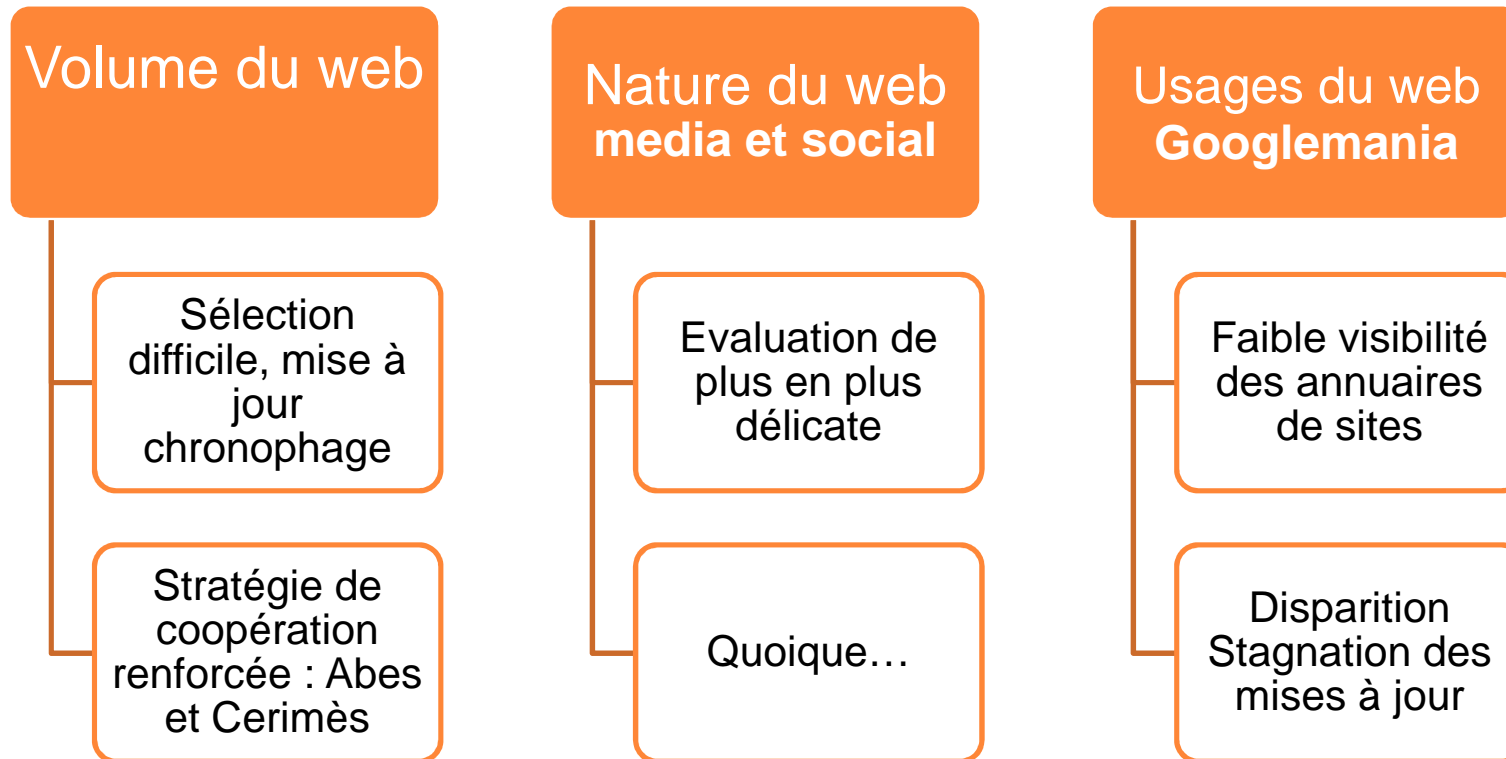 Volume du web
Sélection
difficile, mise à
jour
chronophage
Stratégie de
coopération
renforcée : Abes
et Cerimès
Nature du web
media et social
Evaluation de
plus en plus
délicate
Quoique…
Usages du web
Googlemania
Faible visibilité
des annuaires
de sites
Disparition
Stagnation des
mises à jour